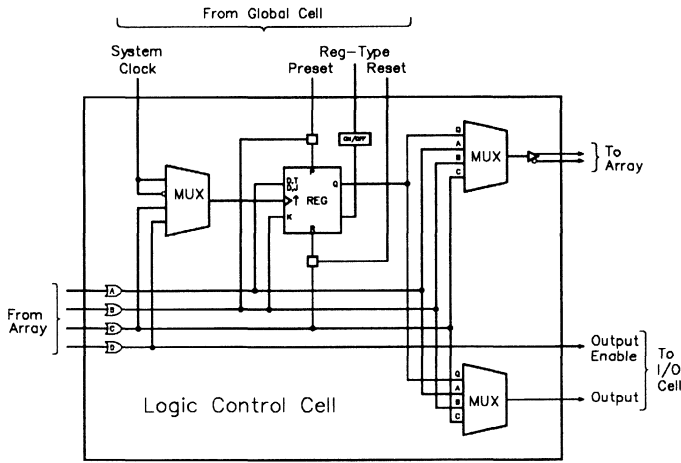 From Global Cell
System
Clock
Preset
Reg-Type
Reset
ON/OFF
MUX
P
D,T
D,J
REG
K
Q
R
Q
A
B
C
MUX
To
Array
From
Array
A
B
C
D
Output
Enable
Output
To
I/O
Cell
Q
A
B
C
MUX
Logic Control Cell